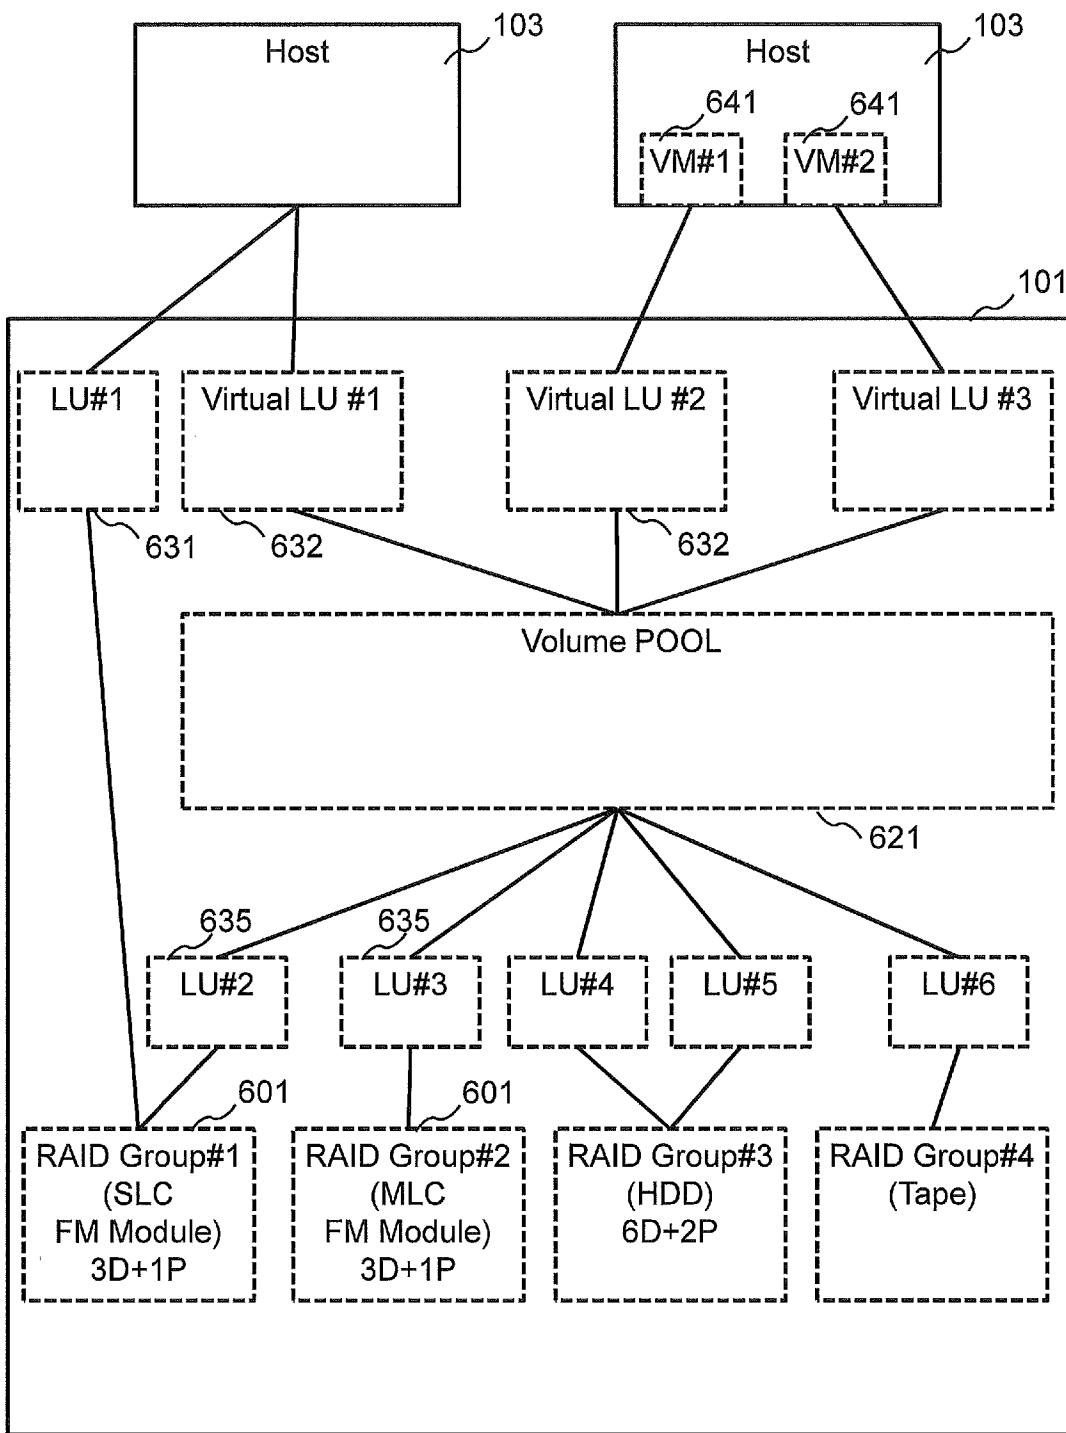 103
103
Host
Host
641
641
VM#1
VM#2
101
LU#1
Virtual LU #1
Virtual LU #2
Virtual LU #3
631
632
632
Volume POOL
621
635
635
LU#2
LU#3
LU#4
LU#5
LU#6
601
601
RAID Group#1
(SLC
FM Module)
3D+1P
RAID Group#2
(MLC
FM Module)
3D+1P
RAID Group#3
(HDD)
6D+2P
RAID Group#4
(Tape)